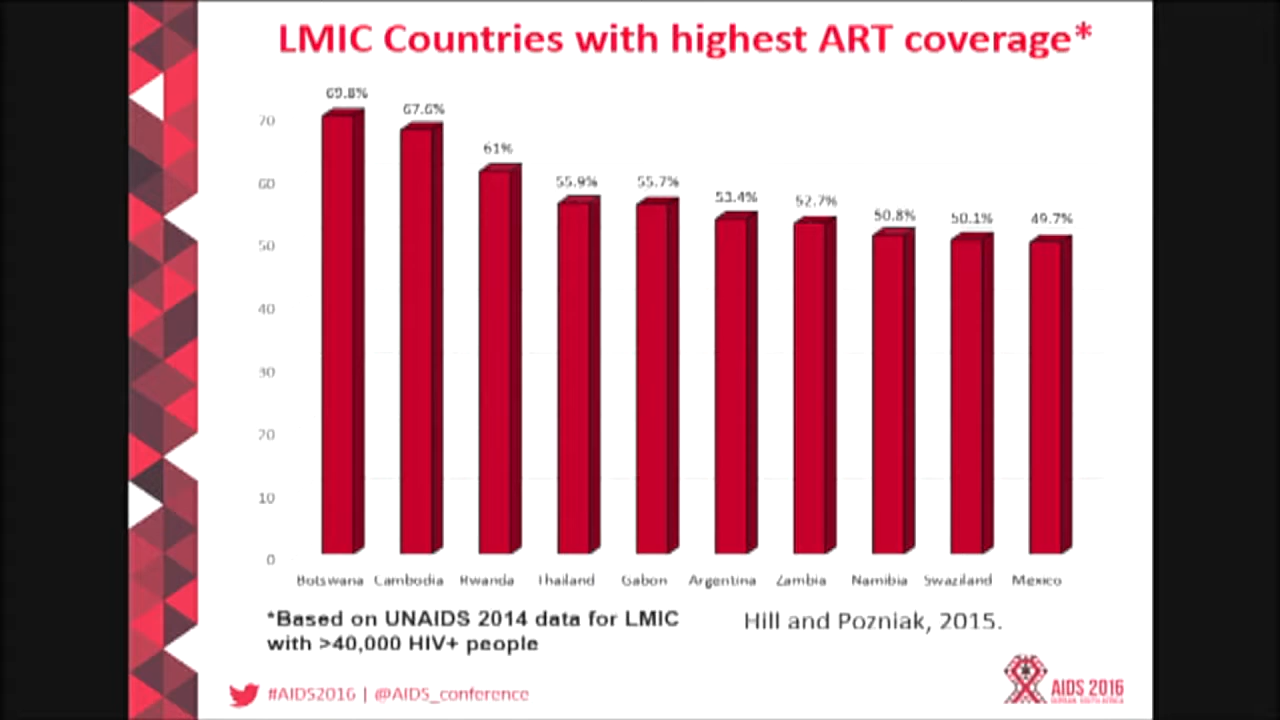 LMIC Countries with highest ART coverage*
69.8%
67.6%
61%
55.9%
55.7%
53.4%
52.7%
50.8%
50.1%
49.7%
70
60
50
40
30
20
10
0
Botswana Cambodia Rwanda Thailand Gabon Argentina Zambia Namibia Swaziland Mexico
*Based on UNAIDS 2014 data for LMIC
with >40,000 HIV+ people
Hill and Pozniak, 2015.
#AIDS2016 | @AIDS_conference
AIDS 2016
DURBAN, SOUTH AFRICA